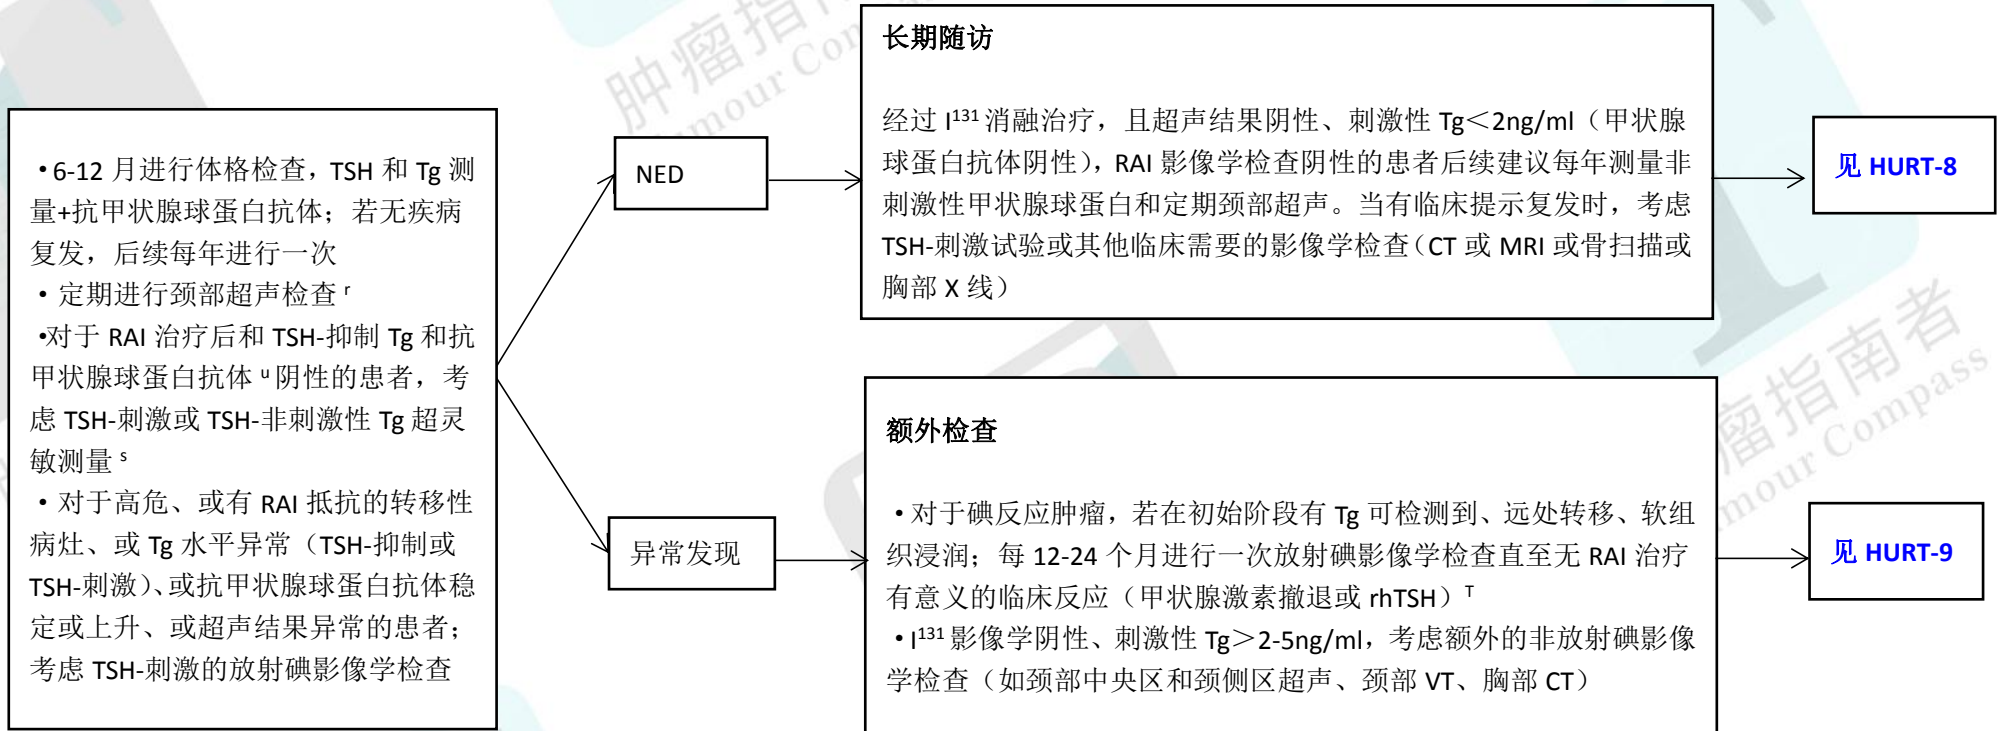 •6-12 月进行体格检查，TSH 和 Tg 测
量+抗甲状腺球蛋白抗体；若无疾病
复发，后续每年进行一次
• 定期进行颈部超声检查 r
•对于 RAI 治疗后和 TSH-抑制 Tg 和抗
甲状腺球蛋白抗体 u 阴性的患者，考
虑 TSH-刺激或 TSH-非刺激性 Tg 超灵
敏测量 s
• 对于高危、或有 RAI 抵抗的转移性
病灶、或 Tg 水平异常（TSH-抑制或
TSH-刺激）、或抗甲状腺球蛋白抗体稳
定或上升、或超声结果异常的患者；
考虑 TSH-刺激的放射碘影像学检查
NED
长期随访
经过 I131 消融治疗，且超声结果阴性、刺激性 Tg＜2ng/ml（甲状腺
球蛋白抗体阴性），RAI 影像学检查阴性的患者后续建议每年测量非
刺激性甲状腺球蛋白和定期颈部超声。当有临床提示复发时，考虑
TSH-刺激试验或其他临床需要的影像学检查（CT 或 MRI 或骨扫描或
胸部 X 线）
见 HURT-8
异常发现
额外检查
• 对于碘反应肿瘤，若在初始阶段有 Tg 可检测到、远处转移、软组
织浸润；每 12-24 个月进行一次放射碘影像学检查直至无 RAI 治疗
有意义的临床反应（甲状腺激素撤退或 rhTSH）T
• I131 影像学阴性、刺激性 Tg＞2-5ng/ml，考虑额外的非放射碘影像
学检查（如颈部中央区和颈侧区超声、颈部 VT、胸部 CT）
见 HURT-9
肿瘤指南
瘤指南者
Compass